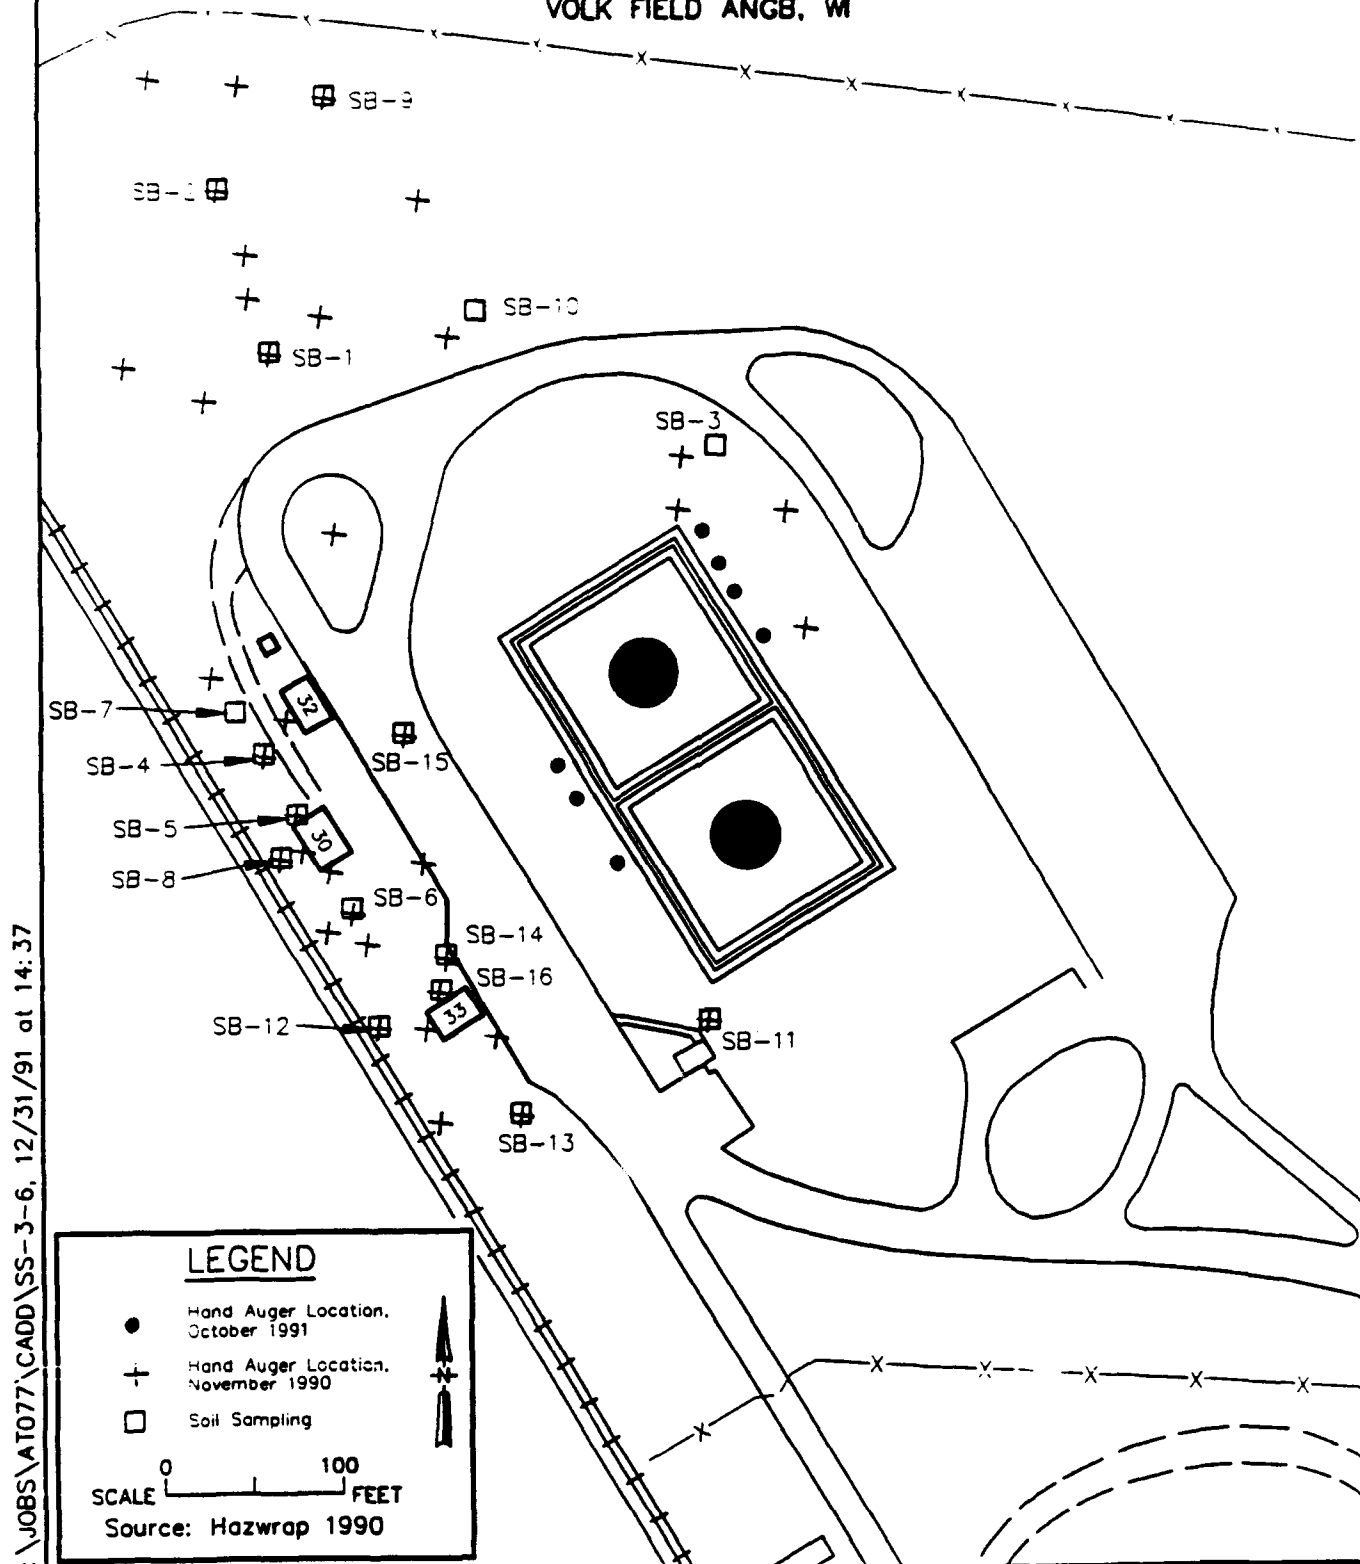 VOLK FIELD ANGB, WI
SB-9
SB-
SB-10
SB-1
SB-3
32
SB-7
SB-15
SB-4
SB-5
30
SB-8
SB-6
SB-14
SB-16
33
SB-12
SB-11
SB-13
\JOBS\AT077\CADD\SS-3-6, 12/31/91 at 14:37
LEGEND
Hand Auger Location,
October 1991
Hand Auger Location,
November 1990
N
Soil Sampling
0 100
SCALE FEET
Source: Hazwrap 1990